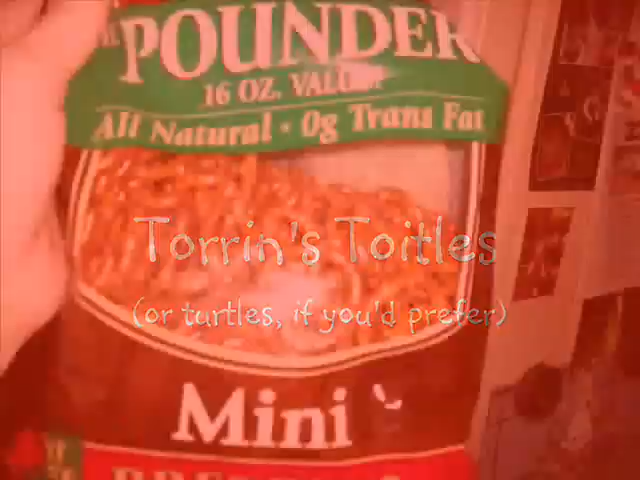 POUNDER
16 OZ. VALUE
All Natural · 0g Trans Fat
Torrin's Toitles
(or turtles, if you'd prefer)
Mini